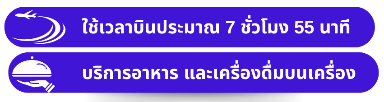 ใช้เวลาบินประมาณ 7 ชั่วโมง 55 นาที
บริการอาหาร และเครื่องดื่มบนเครื่อง